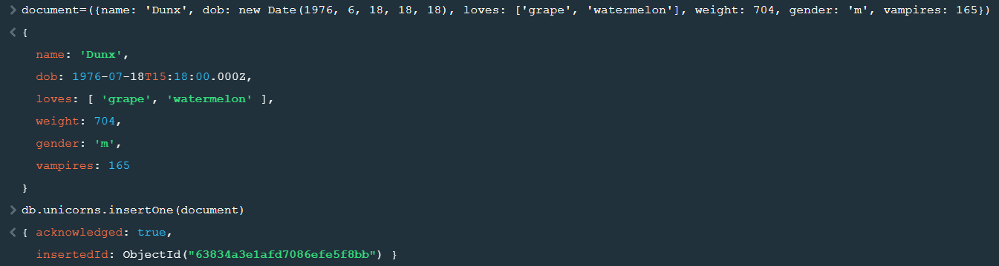 > document=({name: 'Dunx', dob: new Date(1976, 6, 18, 18, 18), loves: ['grape', 'watermelon'], weight: 704, gender: 'm', vampires: 165})
< {
name: 'Dunx',
dob: 1976-07-18T15:18:00.000Z,
loves: [ 'grape', 'watermelon' ],
weight: 704,
gender: 'm',
vampires: 165
}
> db.unicorns.insertOne(document)
< { acknowledged: true,
insertedId: ObjectId("63834a3e1afd7086efe5f8bb") }